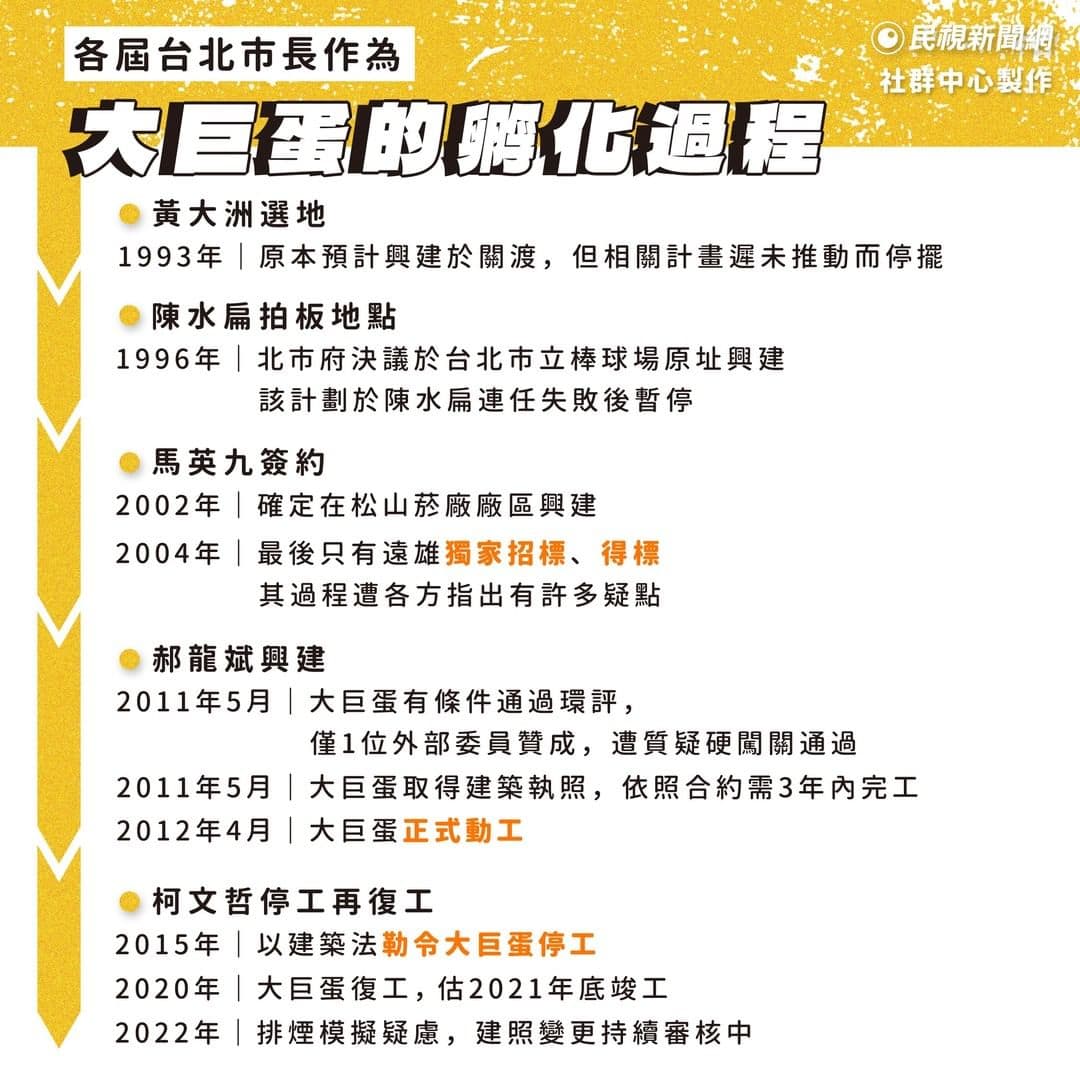 各屆台北市長作為
民視新聞網
社群中心製作
大巨蛋的孵化過程
黃大洲選地
1993年｜原本預計興建於關渡，但相關計畫遲未推動而停擺
陳水扁拍板地點
1996年｜北市府決議於台北市立棒球場原址興建
該計劃於陳水扁連任失敗後暫停
馬英九簽約
2002年｜確定在松山菸廠廠區興建
2004年｜最後只有遠雄獨家招標、得標
其過程遭各方指出有許多疑點
郝龍斌興建
2011年5月｜大巨蛋有條件通過環評，
僅1位外部委員贊成，遭質疑硬闖關通過
2011年5月｜大巨蛋取得建築執照，依照合約需3年內完工
2012年4月｜大巨蛋正式動工
柯文哲停工再復工
2015年｜以建築法勒令大巨蛋停工
2020年｜大巨蛋復工，估2021年底竣工
2022年｜排煙模擬疑慮，建照變更持續審核中